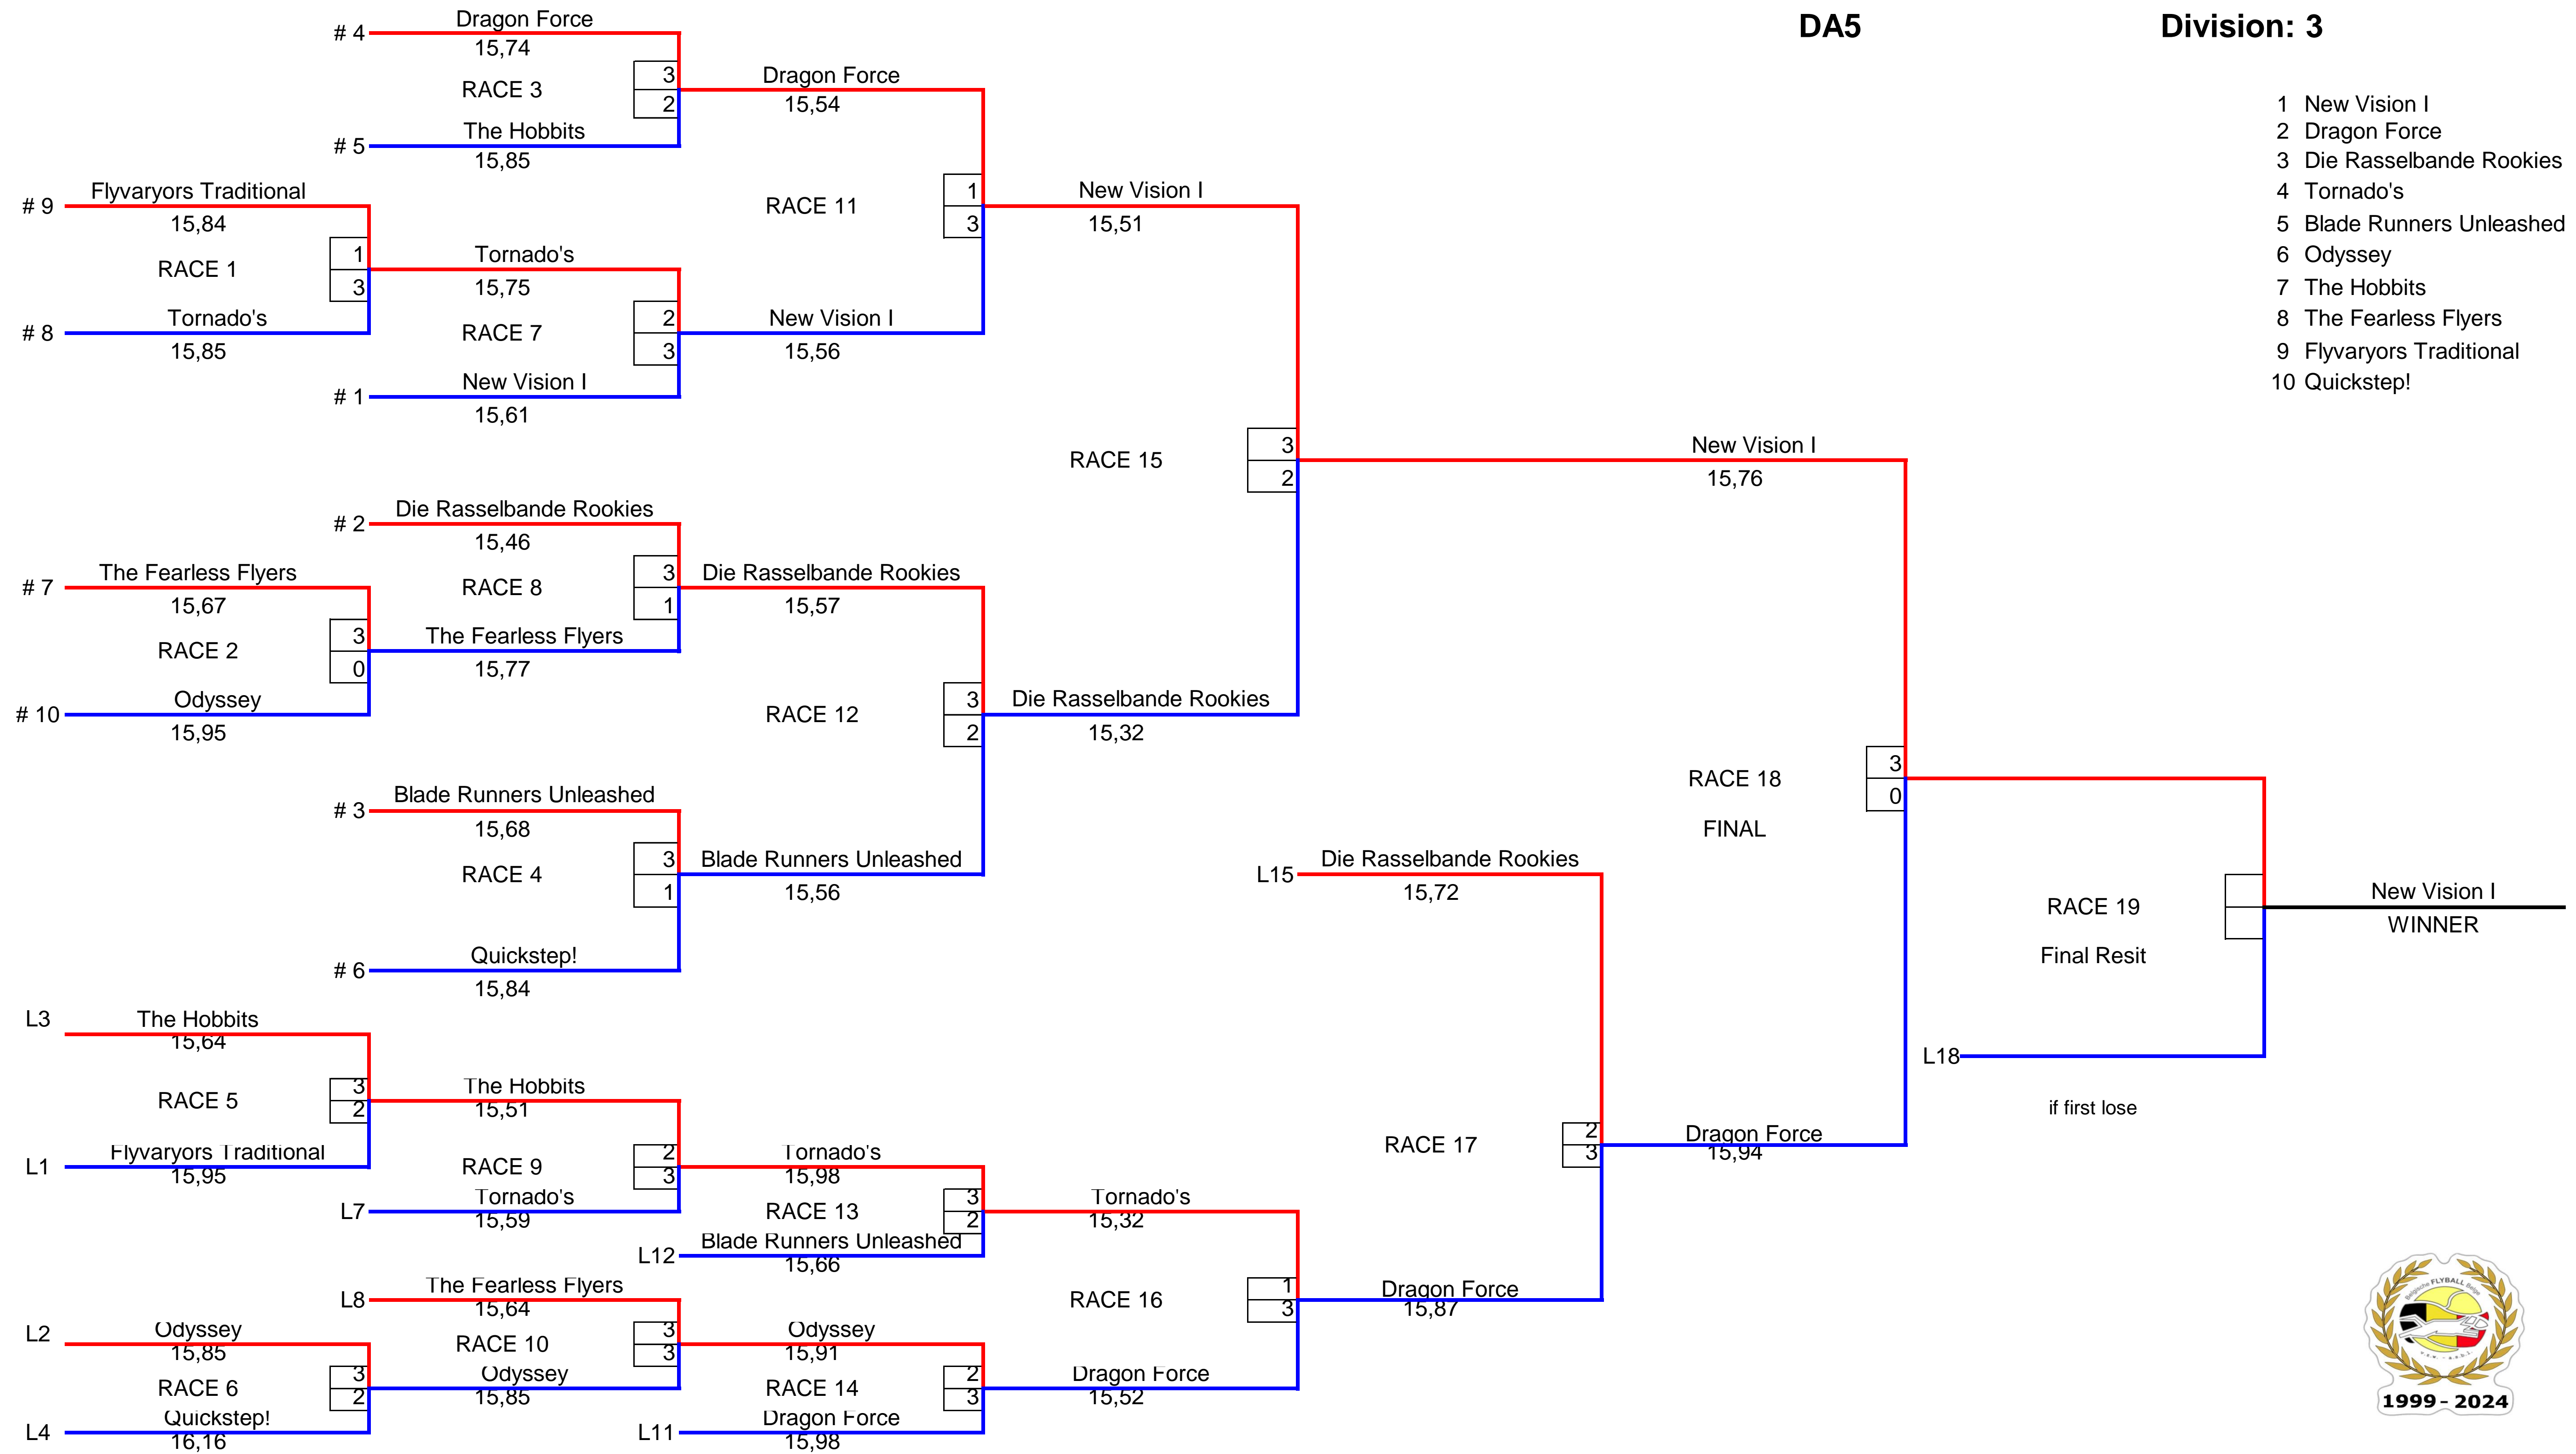 DA5
Division: 3
1 New Vision I
2 Dragon Force
3 Die Rasselbande Rookies
4 Tornado's
5 Blade Runners Unleashed
6 Odyssey
7 The Hobbits
8 The Fearless Flyers
9 Flyvaryors Traditional
10 Quickstep!
# 4
Dragon Force
15,74
RACE 3
3
2
# 5
The Hobbits
15,85
# 9
Flyvaryors Traditional
15,84
RACE 1
1
3
# 8
Tornado's
15,85
Tornado's
15,75
RACE 7
2
3
# 1
New Vision I
15,61
Dragon Force
15,54
RACE 11
1
3
New Vision I
15,56
New Vision I
15,51
RACE 15
3
2
# 2
Die Rasselbande Rookies
15,46
RACE 8
3
1
# 7
The Fearless Flyers
15,67
RACE 2
3
0
# 10
Odyssey
15,95
The Fearless Flyers
15,77
Die Rasselbande Rookies
15,57
RACE 12
3
2
Die Rasselbande Rookies
15,32
# 3
Blade Runners Unleashed
15,68
RACE 4
3
1
# 6
Quickstep!
15,84
Blade Runners Unleashed
15,56
New Vision I
15,76
RACE 18
FINAL
3
0
L15
Die Rasselbande Rookies
15,72
RACE 17
2
3
Dragon Force
15,94
RACE 19
Final Resit
New Vision I
WINNER
L18
if first lose
L3
The Hobbits
15,64
RACE 5
3
2
L1
Flyvaryors Traditional
15,95
The Hobbits
15,51
RACE 9
2
3
L7
Tornado's
15,59
Tornado's
15,98
RACE 13
3
2
L12
Blade Runners Unleashed
15,66
Tornado's
15,32
RACE 16
1
3
Dragon Force
15,87
L8
The Fearless Flyers
15,64
RACE 10
3
3
L2
Odyssey
15,85
RACE 6
3
2
L4
Quickstep!
16,16
Odyssey
15,85
Odyssey
15,91
RACE 14
2
3
L11
Dragon Force
15,98
Dragon Force
15,52
Belgische FLYBALL Belge
1999 - 2024